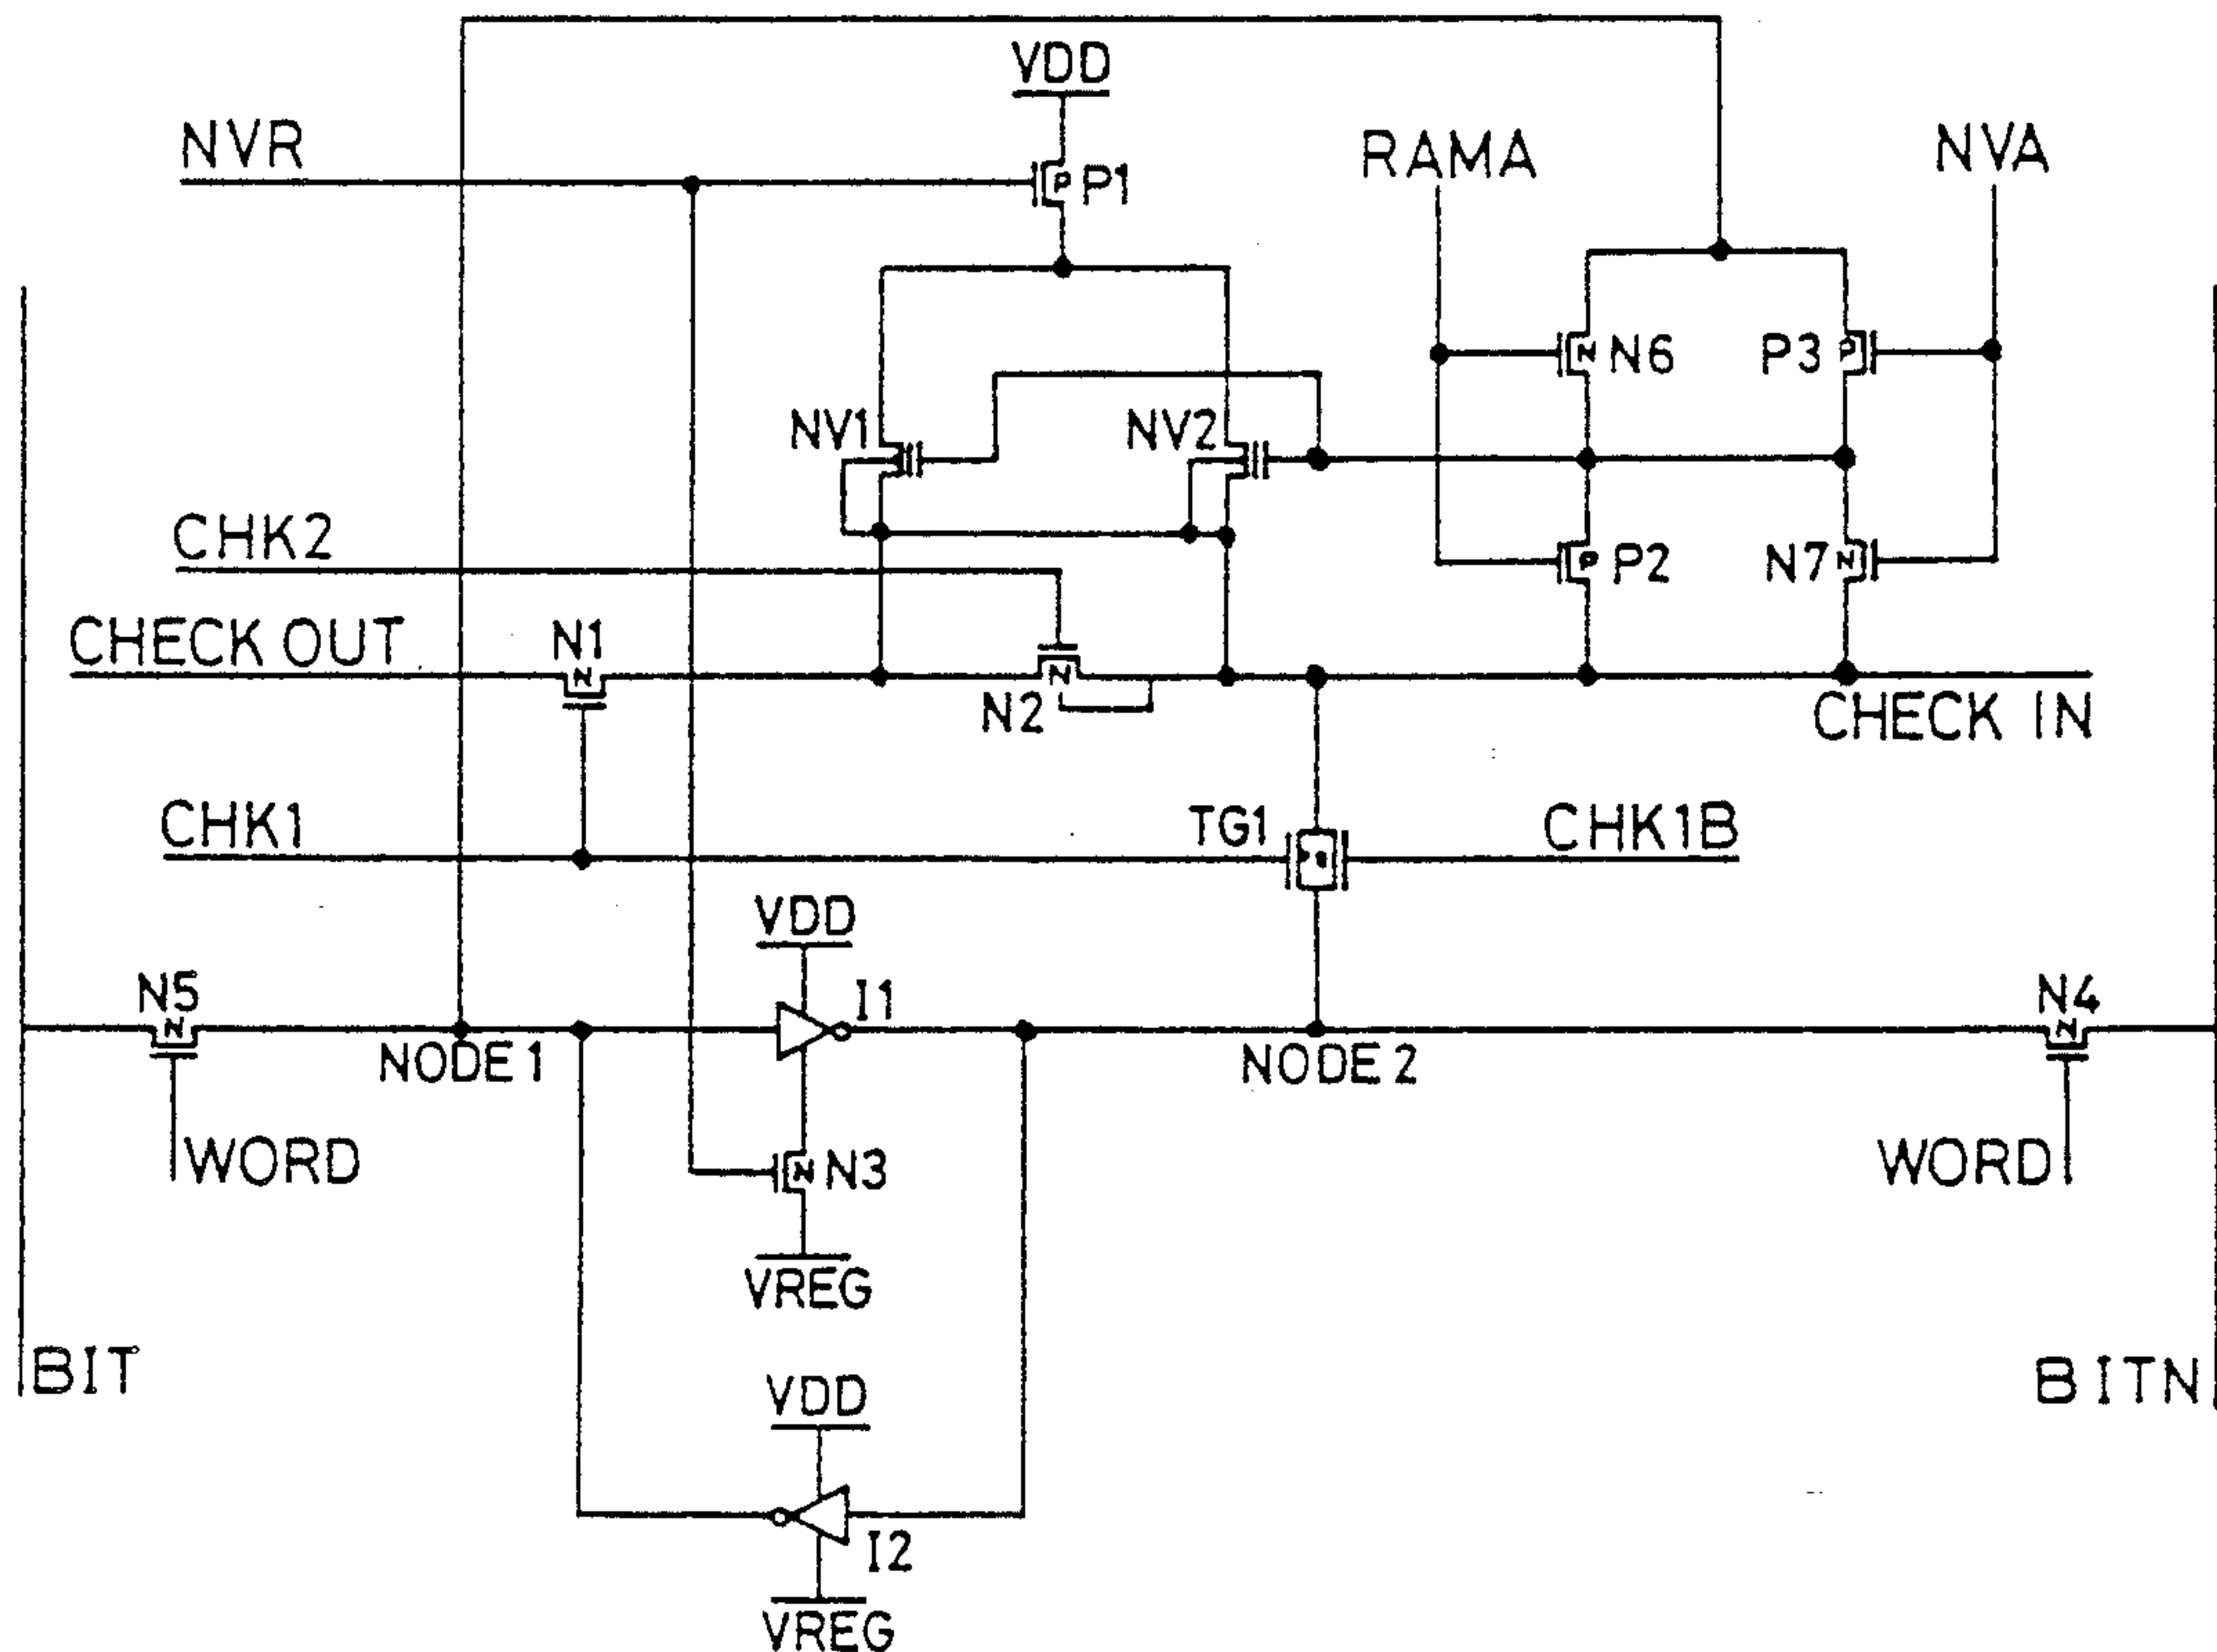 VDD
NVR
RAMA
NVA
P P1
N N6
P3 P
NV1
NV2
CHK2
P P2
N7 N
CHECK OUT
N1
N
N
N2
CHECK IN
CHK1
TG1
CHK1B
VDD
N5
N
I1
N4
N
NODE 1
NODE 2
WORD
N N3
WORD
VREG
BIT
VDD
BITN
I2
VREG